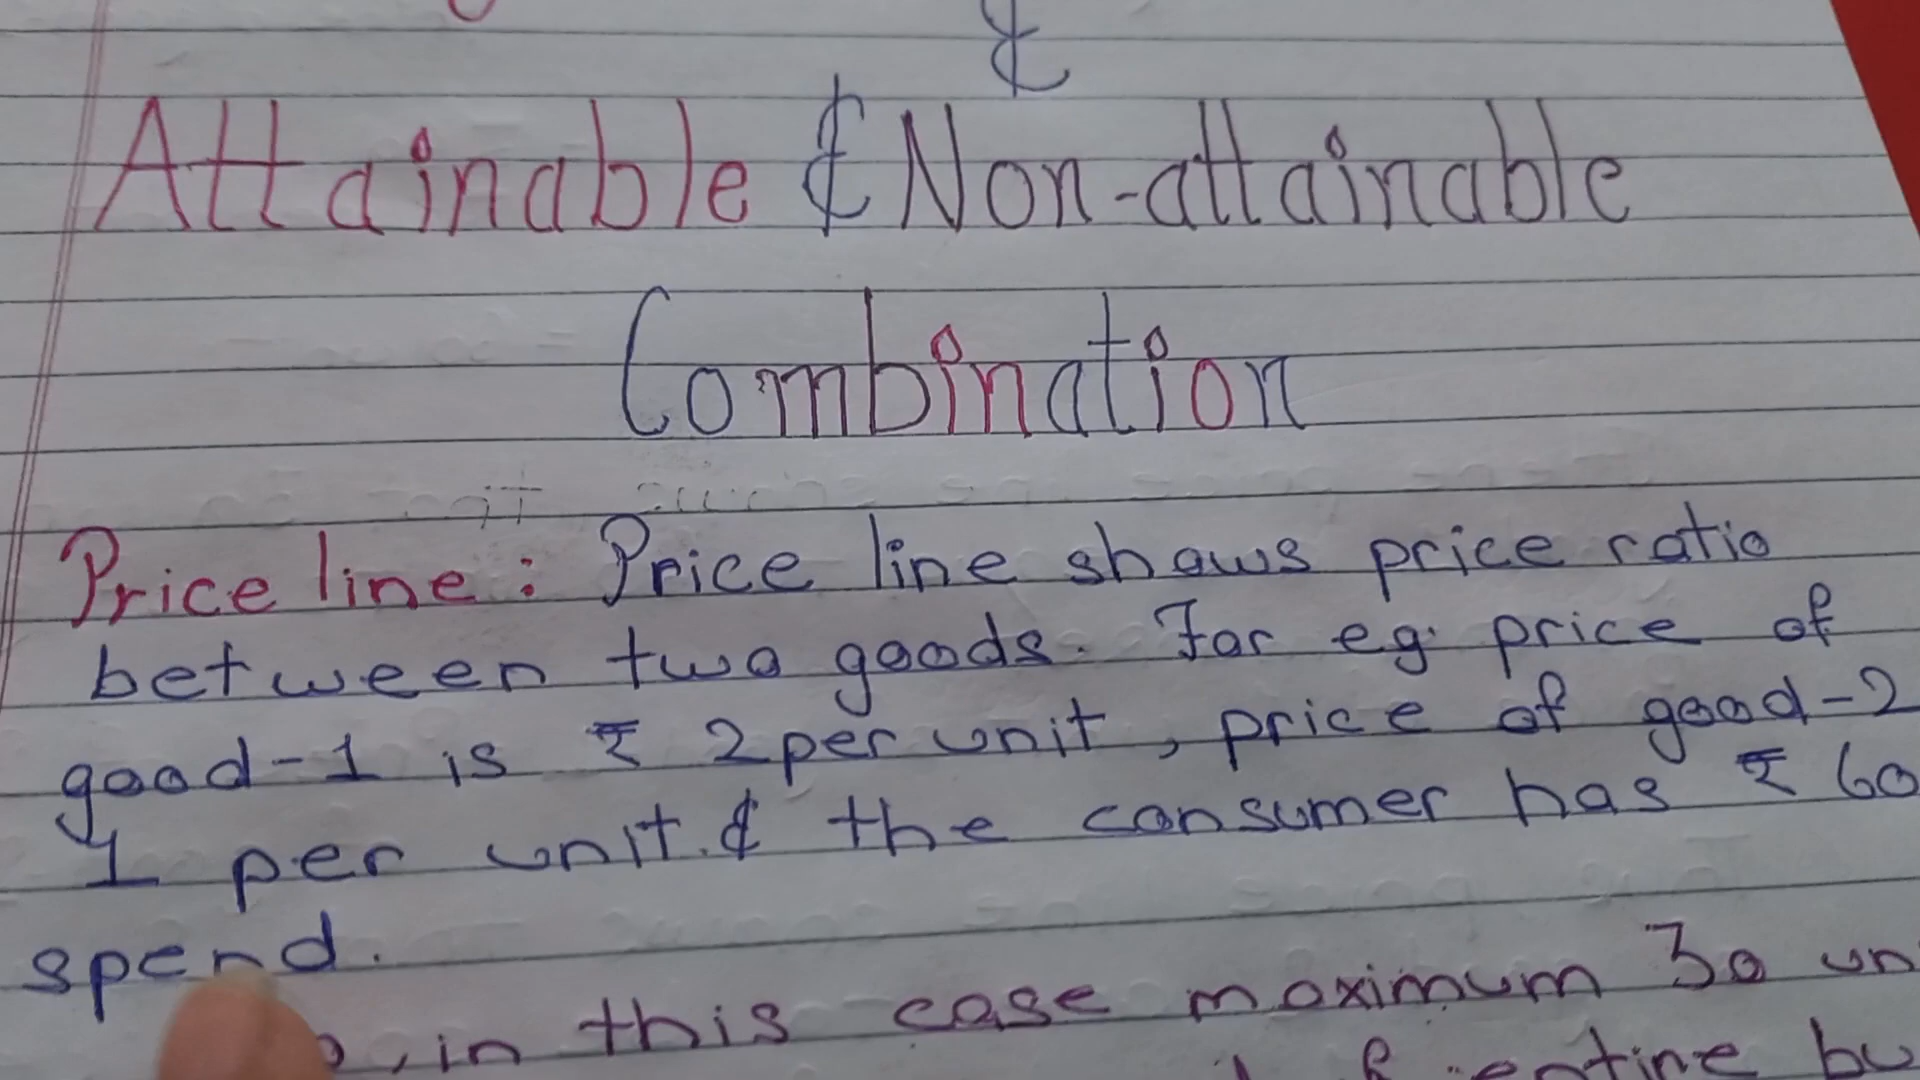 &
Attainable & Non-attainable
Combination
Price line: Price line shows price ratio
between two goods. For eg. price of
good-1 is ₹ 2 per unit, price of good-2
1 per unit. & the consumer has ₹ 60
spend.
, in this case maximum 30
entire